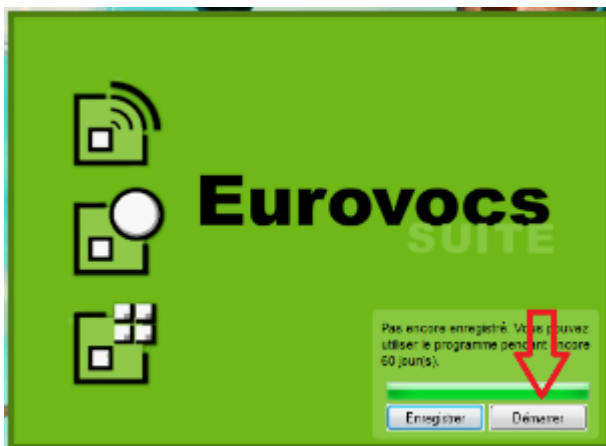 Eurovocs
SUITE
Pas encore enregistré. Vous pouvez
utiliser le programme pendant encore
60 jour(s).
Enregistrer
Démarrer